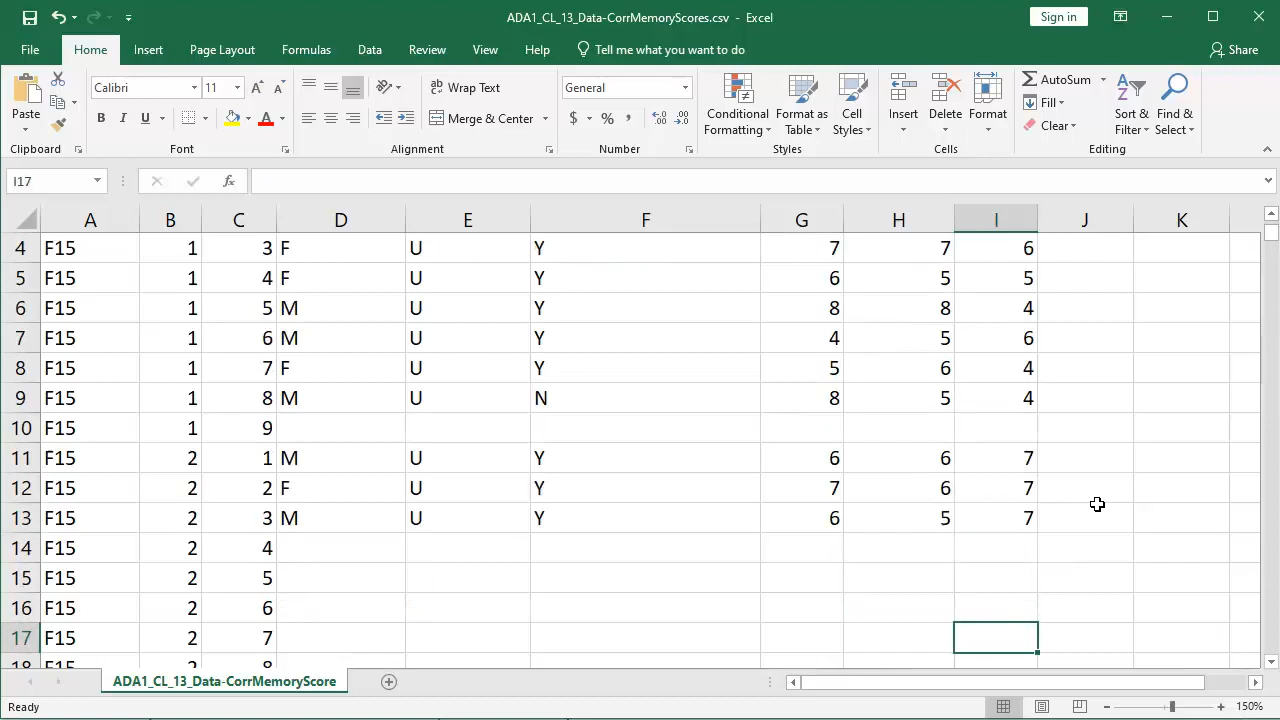 ADA1_CL_13_Data-CorrMemoryScores.csv - Excel
Sign in
File Home Insert Page Layout Formulas Data Review View Help Tell me what you want to do Share
Calibri 11 Wrap Text General AutoSum
Fill
Paste B I U Merge & Center $ % , Conditional Formatting Format as Table Cell Styles Insert Delete Format Clear Sort & Filter Find & Select
Clipboard Font Alignment Number Styles Cells Editing
I17 fx
A B C D E F G H I J K
4 F15 1 3 F U Y 7 7 6
5 F15 1 4 F U Y 6 5 5
6 F15 1 5 M U Y 8 8 4
7 F15 1 6 M U Y 4 5 6
8 F15 1 7 F U Y 5 6 4
9 F15 1 8 M U N 8 5 4
10 F15 1 9
11 F15 2 1 M U Y 6 6 7
12 F15 2 2 F U Y 7 6 7
13 F15 2 3 M U Y 6 5 7
14 F15 2 4
15 F15 2 5
16 F15 2 6
17 F15 2 7
18 F15 2 8
ADA1_CL_13_Data-CorrMemoryScore
Ready 150%